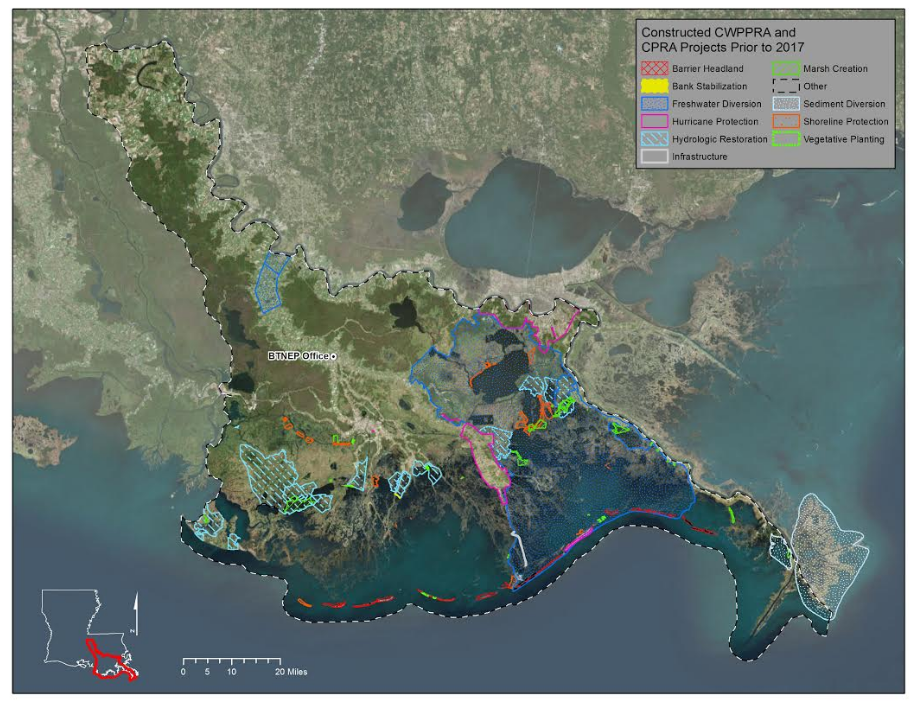 Constructed CWPPRA and
CPRA Projects Prior to 2017
Barrier Headland
Marsh Creation
Bank Stabilization
Other
Freshwater Diversion
Sediment Diversion
Hurricane Protection
Shoreline Protection
Hydrologic Restoration
Vegetative Planting
Infrastructure
BTNEP Office
0 5 10 20 Miles